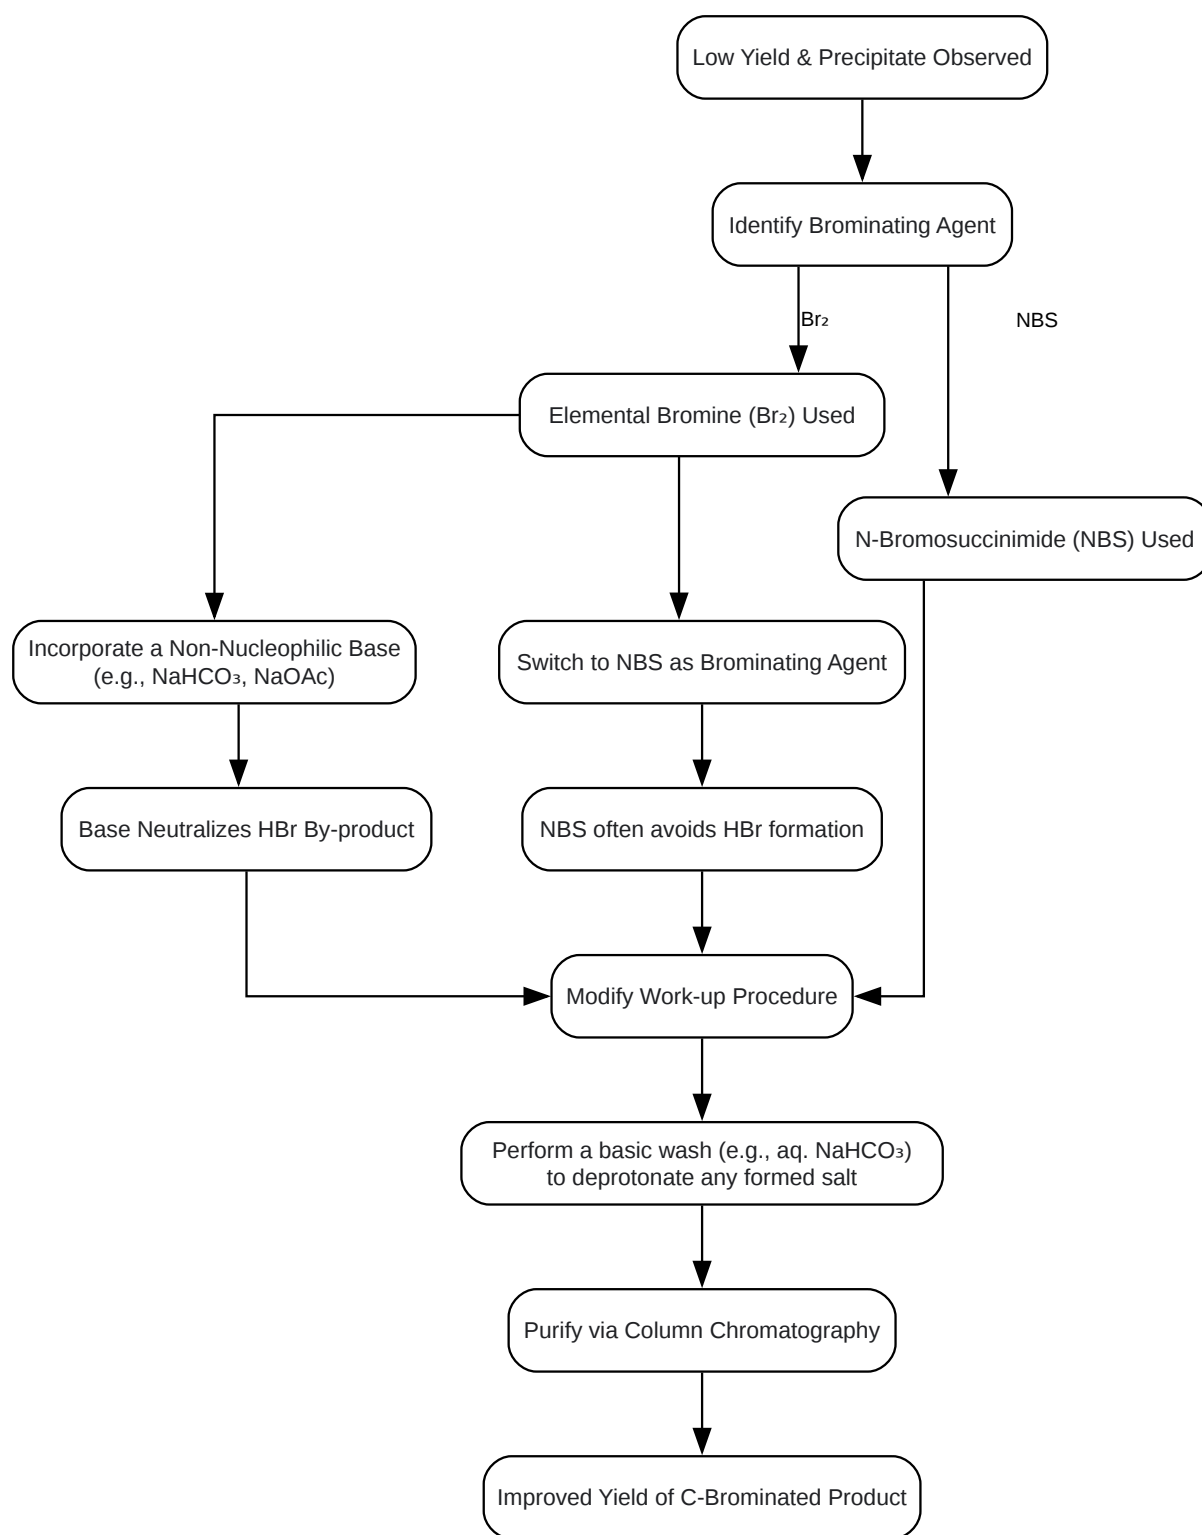 Low Yield & Precipitate Observed
Identify Brominating Agent
Br₂
NBS
Elemental Bromine (Br₂) Used
N-Bromosuccinimide (NBS) Used
Incorporate a Non-Nucleophilic Base
(e.g., NaHCO₃, NaOAc)
Switch to NBS as Brominating Agent
Base Neutralizes HBr By-product
NBS often avoids HBr formation
Modify Work-up Procedure
Perform a basic wash (e.g., aq. NaHCO₃)
to deprotonate any formed salt
Purify via Column Chromatography
Improved Yield of C-Brominated Product